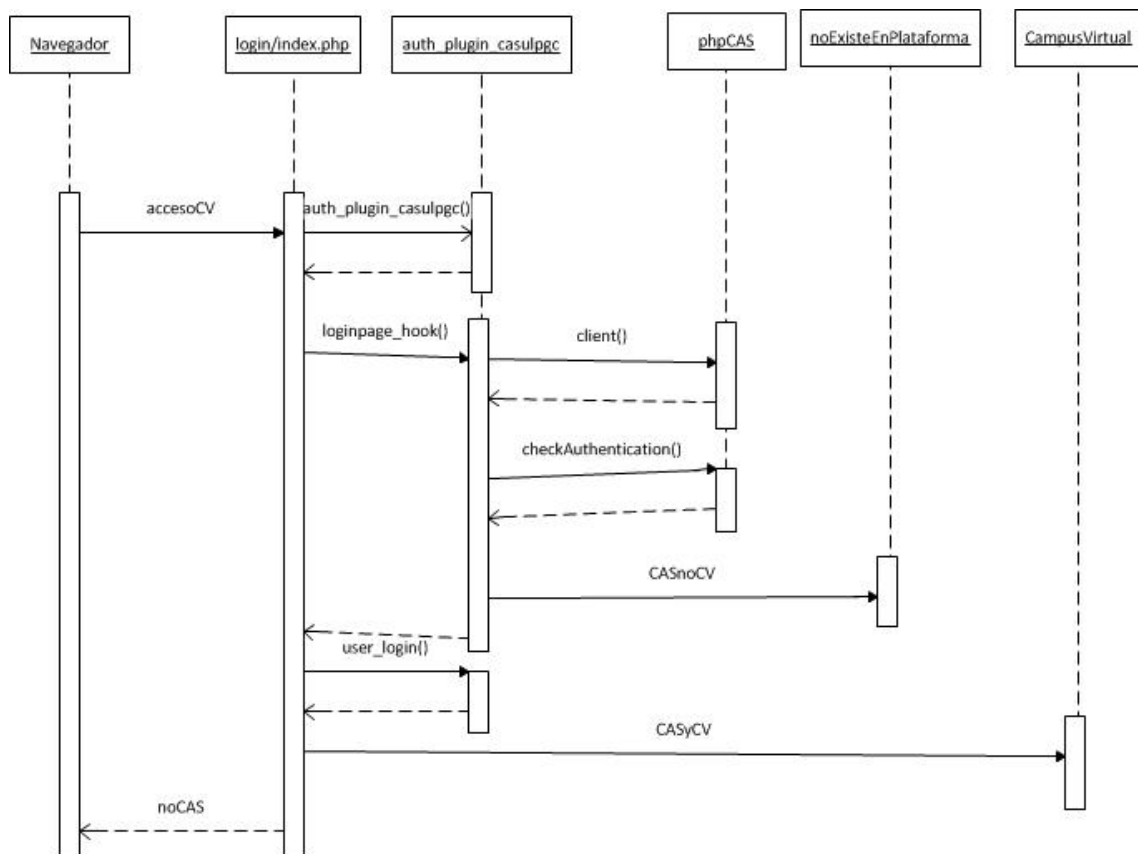 Navegador
login/index.php
auth_plugin_casulpgc
phpCAS
noExisteEnPlataforma
CampusVirtual
accesoCV
auth_plugin_casulpgc()
loginpage_hook()
client()
checkAuthentication()
CASnoCV
user_login()
CASyCV
noCAS